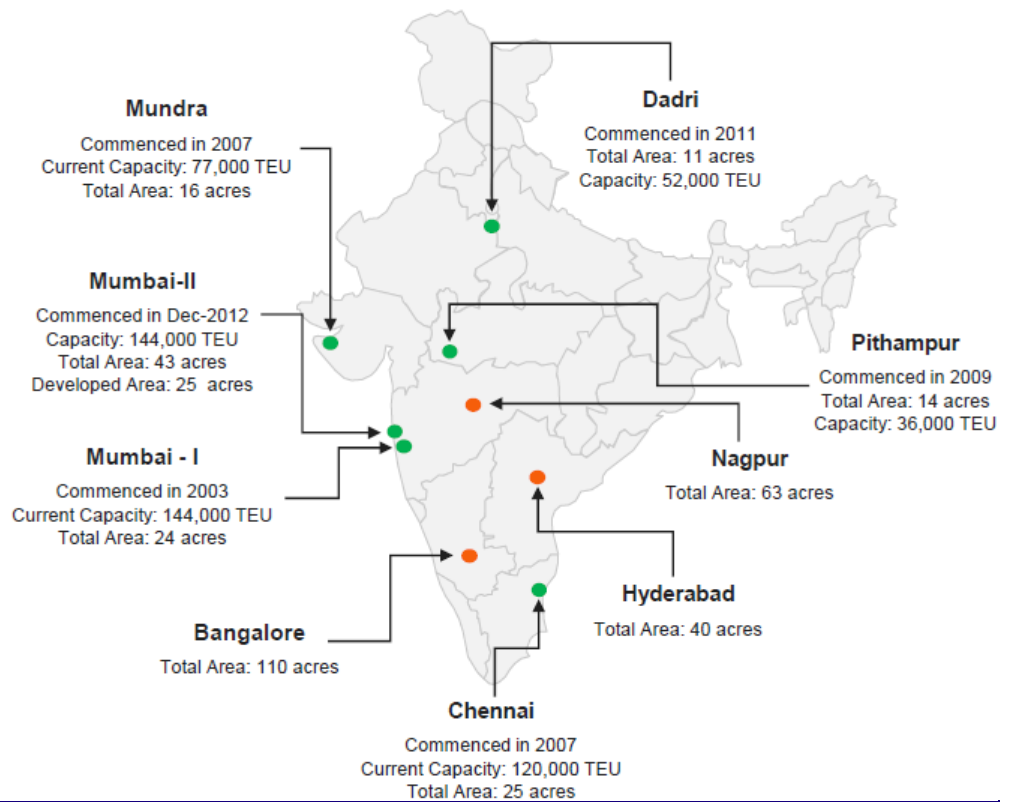 Mundra
Commenced in 2007
Current Capacity: 77,000 TEU
Total Area: 16 acres
Dadri
Commenced in 2011
Total Area: 11 acres
Capacity: 52,000 TEU
Mumbai-II
Commenced in Dec-2012
Capacity: 144,000 TEU
Total Area: 43 acres
Developed Area: 25 acres
Pithampur
Commenced in 2009
Total Area: 14 acres
Capacity: 36,000 TEU
Mumbai - I
Commenced in 2003
Current Capacity: 144,000 TEU
Total Area: 24 acres
Nagpur
Total Area: 63 acres
Hyderabad
Total Area: 40 acres
Bangalore
Total Area: 110 acres
Chennai
Commenced in 2007
Current Capacity: 120,000 TEU
Total Area: 25 acres